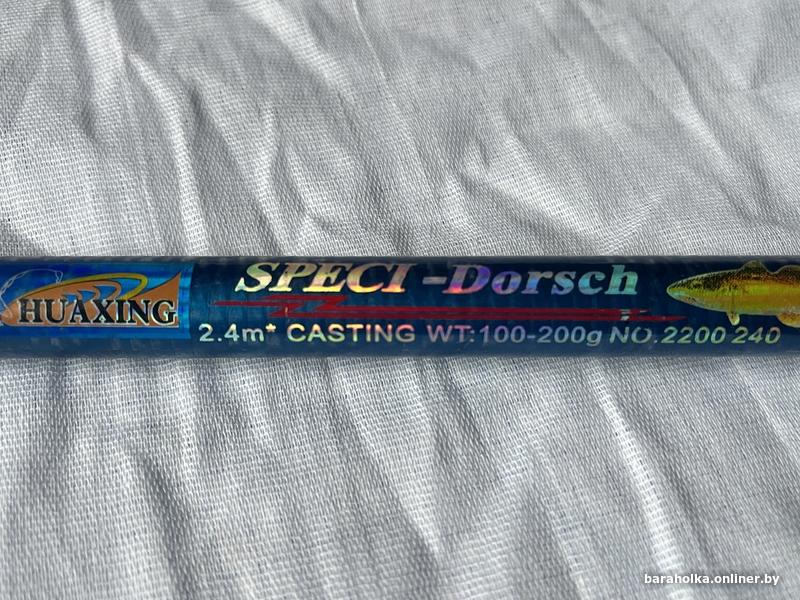 HUAXING
SPECI-Dorsch
2.4m* CASTING WT:100-200g NO.2200 240
baraholka.onliner.by